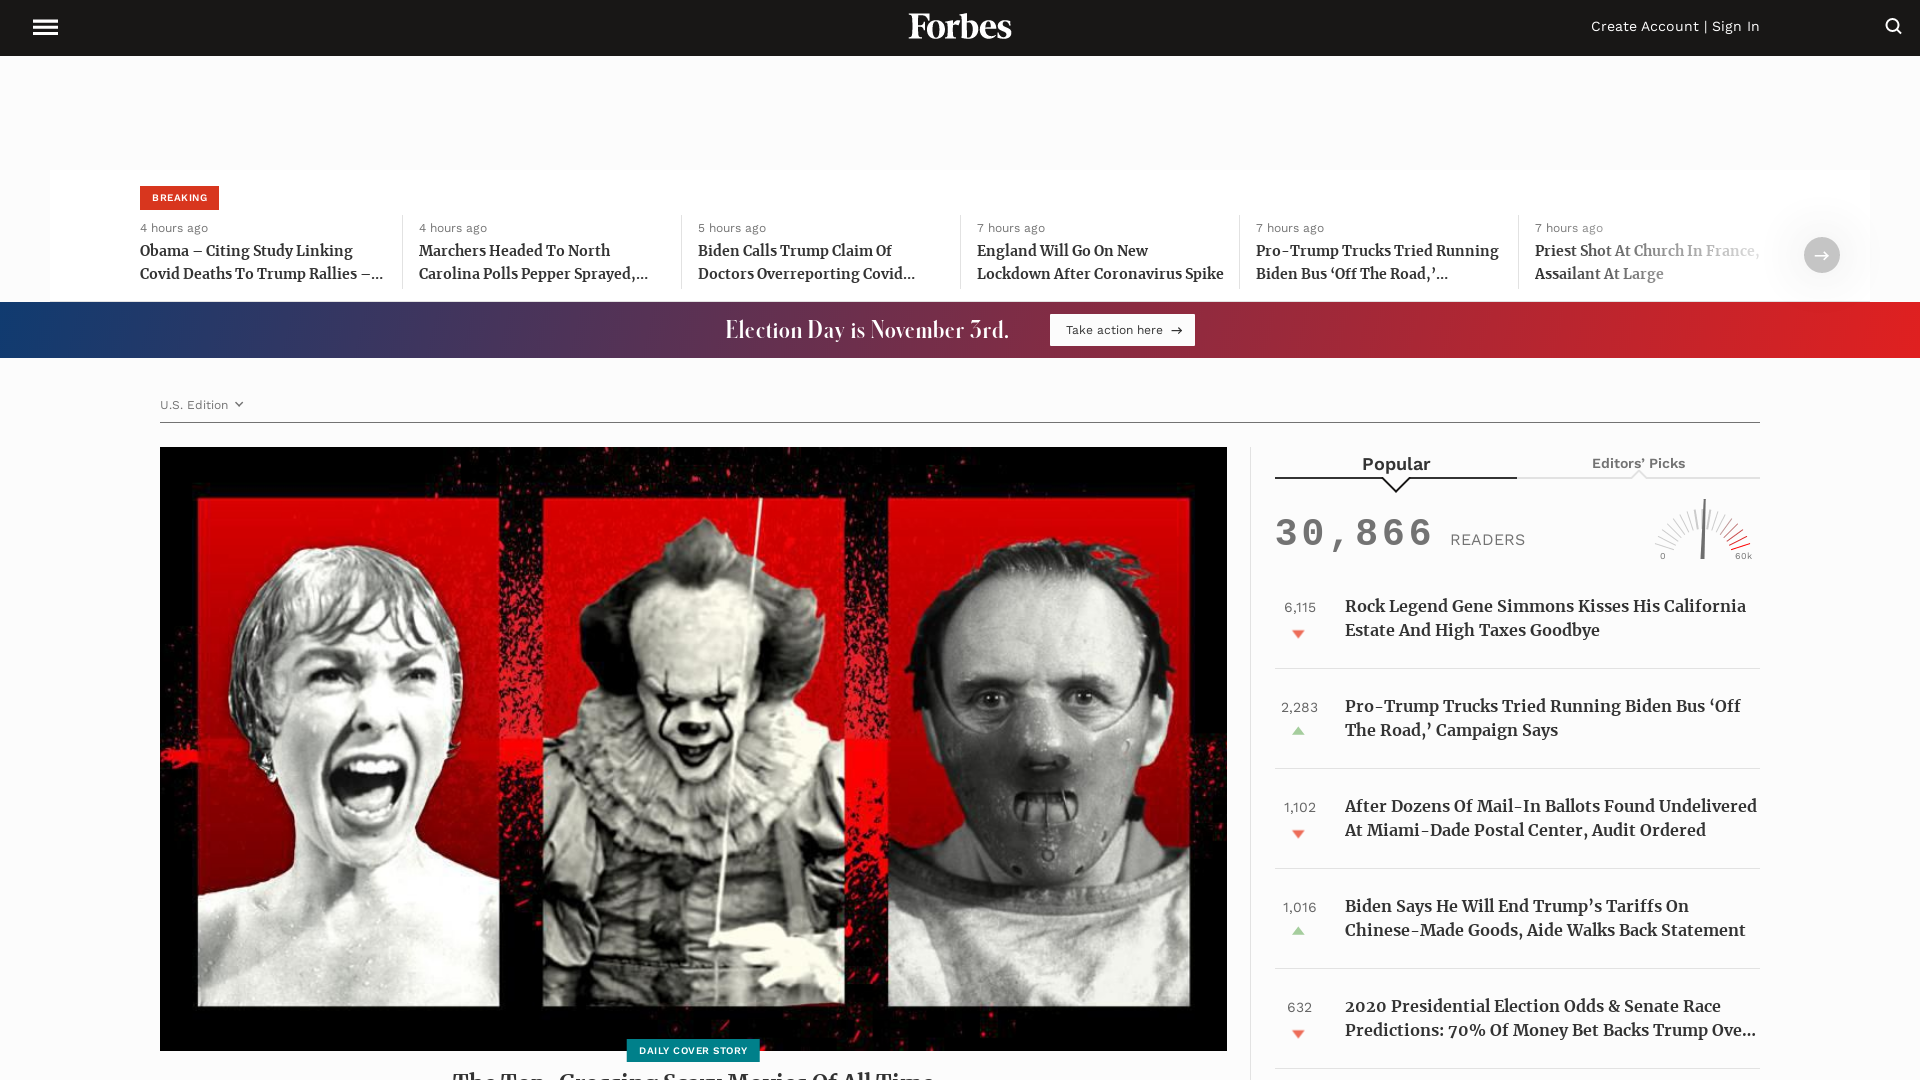 Forbes
Create Account | Sign In
BREAKING
4 hours ago
Obama – Citing Study Linking
Covid Deaths To Trump Rallies –...
4 hours ago
Marchers Headed To North
Carolina Polls Pepper Sprayed,...
5 hours ago
Biden Calls Trump Claim Of
Doctors Overreporting Covid...
7 hours ago
England Will Go On New
Lockdown After Coronavirus Spike
7 hours ago
Pro-Trump Trucks Tried Running
Biden Bus ‘Off The Road,’...
7 hours ago
Priest Shot At Church In France,
Assailant At Large
Election Day is November 3rd.
Take action here →
U.S. Edition
DAILY COVER STORY
The Top-Grossing Scary Movies Of All Time
Popular
Editors’ Picks
30,866 READERS
0
60k
6,115
Rock Legend Gene Simmons Kisses His California
Estate And High Taxes Goodbye
2,283
Pro-Trump Trucks Tried Running Biden Bus ‘Off
The Road,’ Campaign Says
1,102
After Dozens Of Mail-In Ballots Found Undelivered
At Miami-Dade Postal Center, Audit Ordered
1,016
Biden Says He Will End Trump’s Tariffs On
Chinese-Made Goods, Aide Walks Back Statement
632
2020 Presidential Election Odds & Senate Race
Predictions: 70% Of Money Bet Backs Trump Ove...